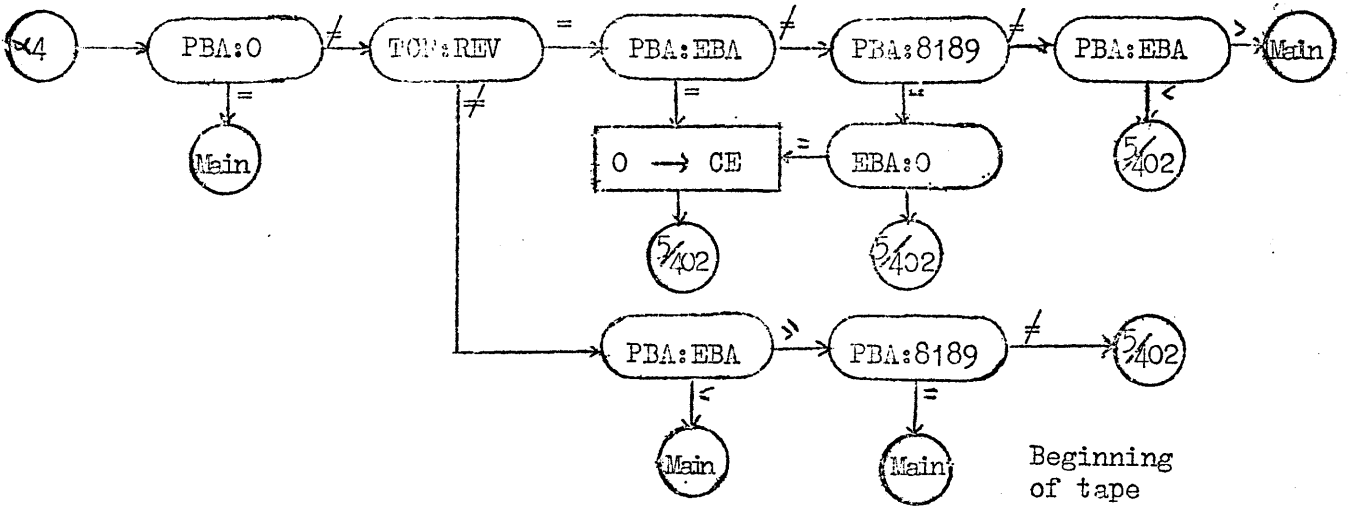 ∝4
PBA:0
≠
TCF:REV
=
PBA:EBA
≠
PBA:8189
≠
PBA:EBA
>
Main
=
≠
=
=
<
Main
0 → CE
=
EBA:0
5/402
5/402
5/402
PBA:EBA
≥
PBA:8189
≠
5/402
<
=
Main
Main
Beginning
of tape